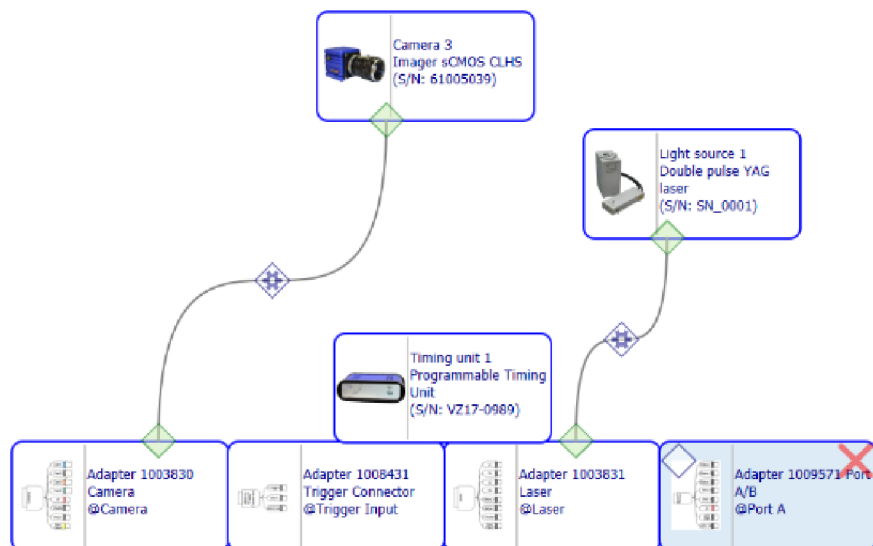 Camera 3
Imager sCMOS CLHS
(S/N: 61005039)
Light source 1
Double pulse YAG
laser
(S/N: SN_0001)
Timing unit 1
Programmable Timing
Unit
(S/N: VZ17-0989)
Adapter 1003830
Camera
@Camera
Adapter 1008431
Trigger Connector
@Trigger Input
Adapter 1003831
Laser
@Laser
Adapter 1009571 Port
A/B
@Port A